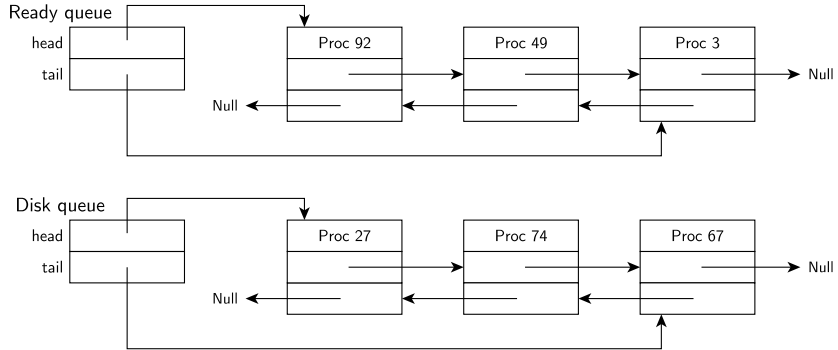 Ready queue
head Proc 92 Proc 49 Proc 3
tail Null
Null
Disk queue
head Proc 27 Proc 74 Proc 67
tail Null
Null